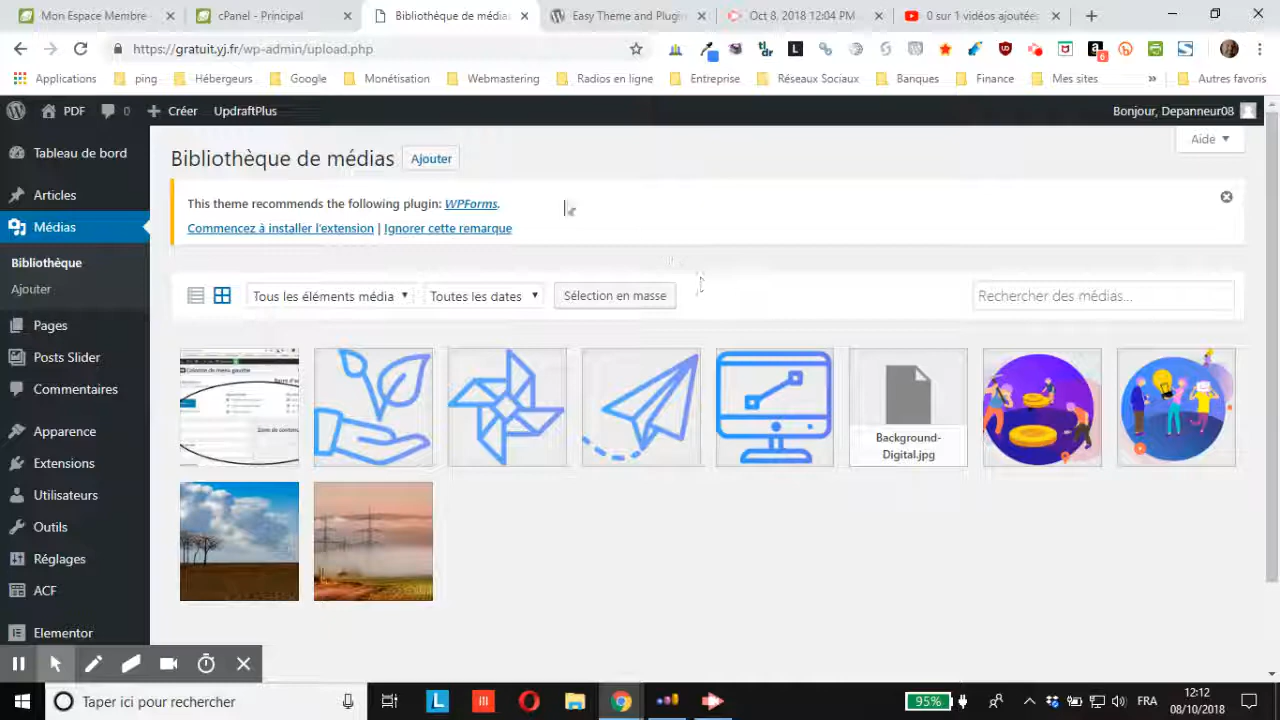 Mon Espace Membre
cPanel - Principal
Bibliothèque de média
Easy Theme and Plugin
Oct 8, 2018 12:04 PM
0 sur 1 vidéos ajoutées
https://gratuit.yj.fr/wp-admin/upload.php
Applications
ping
Hébergeurs
Google
Monétisation
Webmastering
Radios en ligne
Entreprise
Réseaux Sociaux
Banques
Finance
Mes sites
»
Autres favoris
PDF
0
Créer
UpdraftPlus
Bonjour, Depanneur08
Tableau de bord
Articles
Médias
Bibliothèque
Ajouter
Pages
Posts Slider
Commentaires
Apparence
Extensions
Utilisateurs
Outils
Réglages
ACF
Elementor
Aide
Bibliothèque de médias
Ajouter
This theme recommends the following plugin: WPForms.
Commencez à installer l'extension | Ignorer cette remarque
Tous les éléments média
Toutes les dates
Sélection en masse
Rechercher des médias...
Background-
Digital.jpg
Taper ici pour rechercher
95%
FRA
12:12
08/10/2018